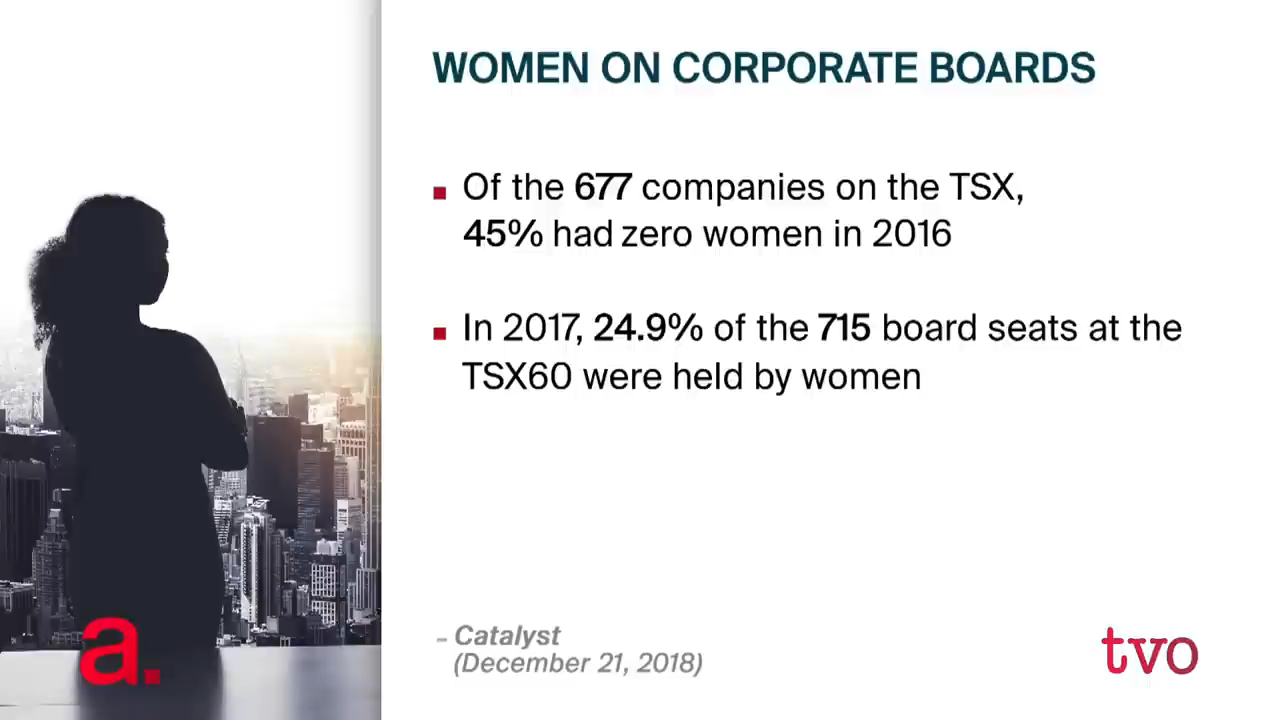 WOMEN ON CORPORATE BOARDS
Of the 677 companies on the TSX,
45% had zero women in 2016
In 2017, 24.9% of the 715 board seats at the
TSX60 were held by women
– Catalyst
(December 21, 2018)
a.
tvo